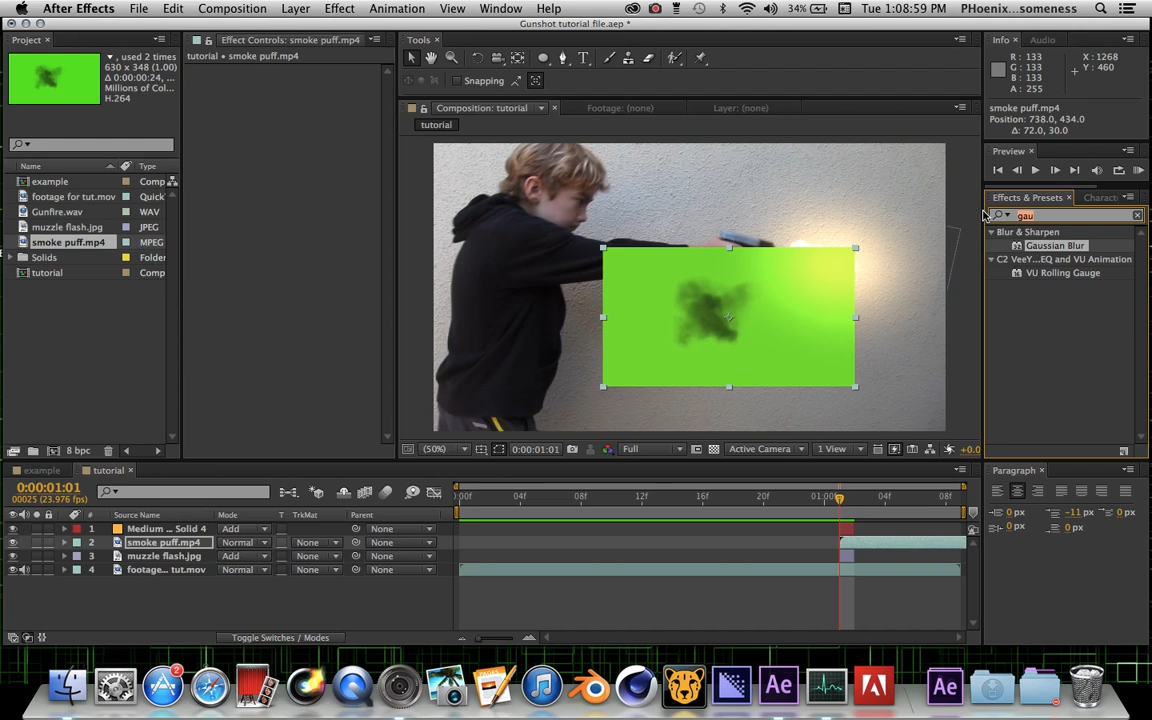 After Effects File Edit Composition Layer Effect Animation View Window Help 34% Tue 1:08:59 PM PHoenix...someness
Gunshot tutorial file.aep *
Project ×
, used 2 times
630 x 348 (1.00)
Δ 0:00:00:24, ...
Millions of Col...
H.264
Name Type
example Comp
footage for tut.mov Quick
Gunfire.wav WAV
muzzle flash.jpg JPEG
smoke puff.mp4 MPEG
Solids Folder
tutorial Comp
8 bpc
Effect Controls: smoke puff.mp4
tutorial • smoke puff.mp4
Tools ×
Snapping
Composition: tutorial × Footage: (none) Layer: (none)
tutorial
(50%) 0:00:01:01 Full Active Camera 1 View +0.0
Info × Audio
R : 133
G : 133
B : 133
A : 255
X : 1268
Y : 460
smoke puff.mp4
Position: 738.0, 434.0
Δ: 72.0, 30.0
Preview ×
Effects & Presets × Charact
gau
Blur & Sharpen
Gaussian Blur
C2 VeeY...EQ and VU Animation
VU Rolling Gauge
example tutorial ×
0:00:01:01
00025 (23.976 fps)
:00f 04f 08f 12f 16f 20f 01:00f 04f 08f
# Source Name Mode T TrkMat Parent
1 Medium ... Solid 4 Add None
2 smoke puff.mp4 Normal None None
3 muzzle flash.jpg Add None None
4 footage... tut.mov Normal None None
Toggle Switches / Modes
Paragraph ×
0 px -11 px 0 px
0 px 0 px
2
Ae Ae